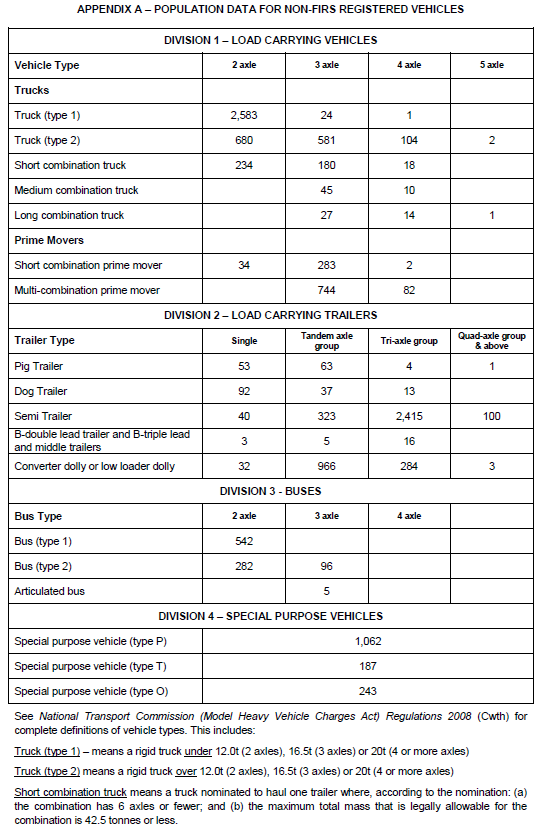 APPENDIX A – POPULATION DATA FOR NON-FIRS REGISTERED VEHICLES
DIVISION 1 – LOAD CARRYING VEHICLES
Vehicle Type 2 axle 3 axle 4 axle 5 axle
Trucks
Truck (type 1) 2,583 24 1
Truck (type 2) 680 581 104 2
Short combination truck 234 180 18
Medium combination truck 45 10
Long combination truck 27 14 1
Prime Movers
Short combination prime mover 34 283 2
Multi-combination prime mover 744 82
DIVISION 2 – LOAD CARRYING TRAILERS
Trailer Type Single Tandem axle group Tri-axle group Quad-axle group & above
Pig Trailer 53 63 4 1
Dog Trailer 92 37 13
Semi Trailer 40 323 2,415 100
B-double lead trailer and B-triple lead
and middle trailers 3 5 16
Converter dolly or low loader dolly 32 966 284 3
DIVISION 3 - BUSES
Bus Type 2 axle 3 axle 4 axle
Bus (type 1) 542
Bus (type 2) 282 96
Articulated bus 5
DIVISION 4 – SPECIAL PURPOSE VEHICLES
Special purpose vehicle (type P) 1,062
Special purpose vehicle (type T) 187
Special purpose vehicle (type O) 243
See National Transport Commission (Model Heavy Vehicle Charges Act) Regulations 2008 (Cwth) for
complete definitions of vehicle types. This includes:
Truck (type 1) – means a rigid truck under 12.0t (2 axles), 16.5t (3 axles) or 20t (4 or more axles)
Truck (type 2) means a rigid truck over 12.0t (2 axles), 16.5t (3 axles) or 20t (4 or more axles)
Short combination truck means a truck nominated to haul one trailer where, according to the nomination: (a)
the combination has 6 axles or fewer; and (b) the maximum total mass that is legally allowable for the
combination is 42.5 tonnes or less.